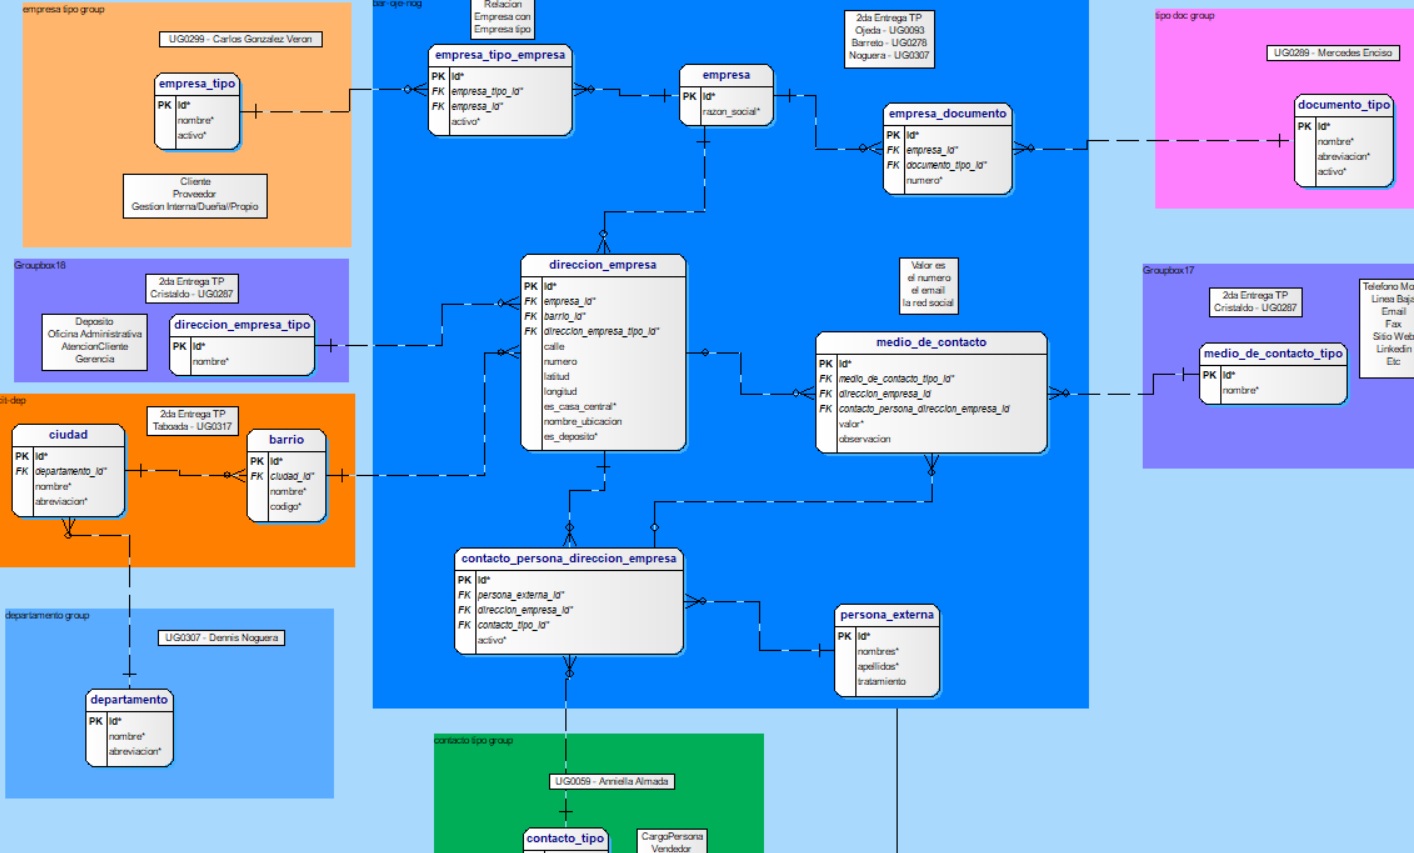 empresa tipo group
UG0299 - Carlos Gonzalez Veron
empresa_tipo
PK Id*
nombre*
activo*
Cliente
Proveedor
Gestion Interna/Dueña//Propio
bar-oje-nog
Relacion
Empresa con
Empresa tipo
empresa_tipo_empresa
PK Id*
FK empresa_tipo_Id*
FK empresa_Id*
activo*
empresa
PK Id*
razon_social*
2da Entrega TP
Ojeda - UG0093
Barreto - UG0278
Noguera - UG0307
empresa_documento
PK Id*
FK empresa_Id*
FK documento_tipo_Id*
numero*
tipo doc group
UG0289 - Mercedes Enciso
documento_tipo
PK Id*
nombre*
abreviacion*
activo*
Groupbox18
2da Entrega TP
Cristaldo - UG0287
Deposito
Oficina Administrativa
AtencionCliente
Gerencia
direccion_empresa_tipo
PK Id*
nombre*
direccion_empresa
PK Id*
FK empresa_Id*
FK barrio_Id*
FK direccion_empresa_tipo_Id*
calle
numero
latitud
longitud
es_casa_central*
nombre_ubicacion
es_deposito*
Valor es
el numero
el email
la red social
medio_de_contacto
PK Id*
FK medio_de_contacto_tipo_Id*
FK direccion_empresa_Id
FK contacto_persona_direccion_empresa_Id
valor*
observacion
Groupbox17
2da Entrega TP
Cristaldo - UG0287
medio_de_contacto_tipo
PK Id*
nombre*
Telefono Mo
Linea Baja
Email
Fax
Sitio Web
Linkedin
Etc
cit-dep
2da Entrega TP
Taboada - UG0317
ciudad
PK Id*
FK departamento_Id*
nombre*
abreviacion*
barrio
PK Id*
FK ciudad_Id*
nombre*
codigo*
departamento group
UG0307 - Dennis Noguera
departamento
PK Id*
nombre*
abreviacion*
contacto_persona_direccion_empresa
PK Id*
FK persona_externa_Id*
FK direccion_empresa_Id*
FK contacto_tipo_Id*
activo*
persona_externa
PK Id*
nombres*
apellidos*
tratamiento
contacto tipo group
UG0059 - Anniella Almada
contacto_tipo
CargoPersona
Vendedor